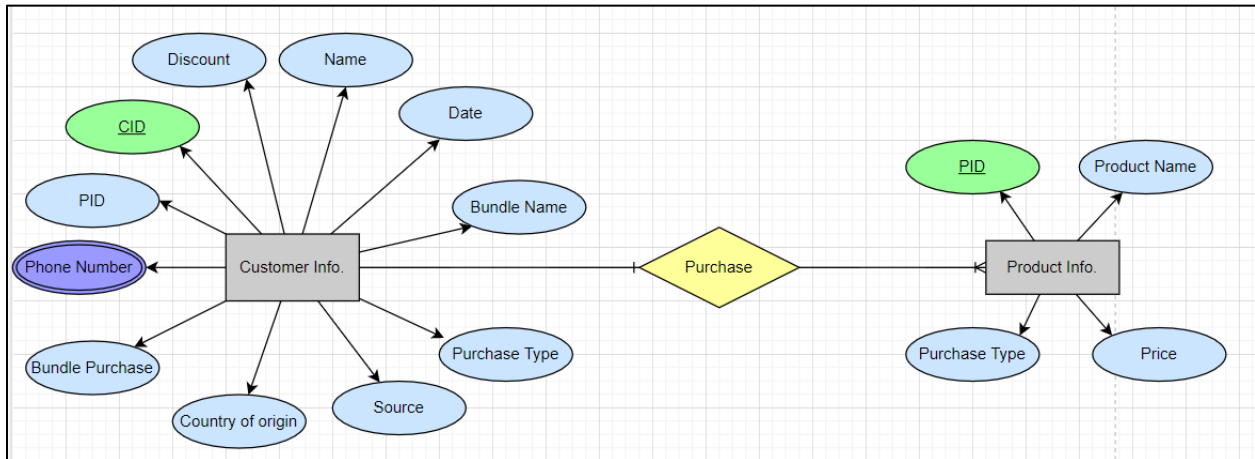 Discount
Name
Date
CID
PID
Product Name
PID
Bundle Name
Phone Number
Customer Info.
Purchase
Product Info.
Bundle Purchase
Purchase Type
Purchase Type
Price
Country of origin
Source